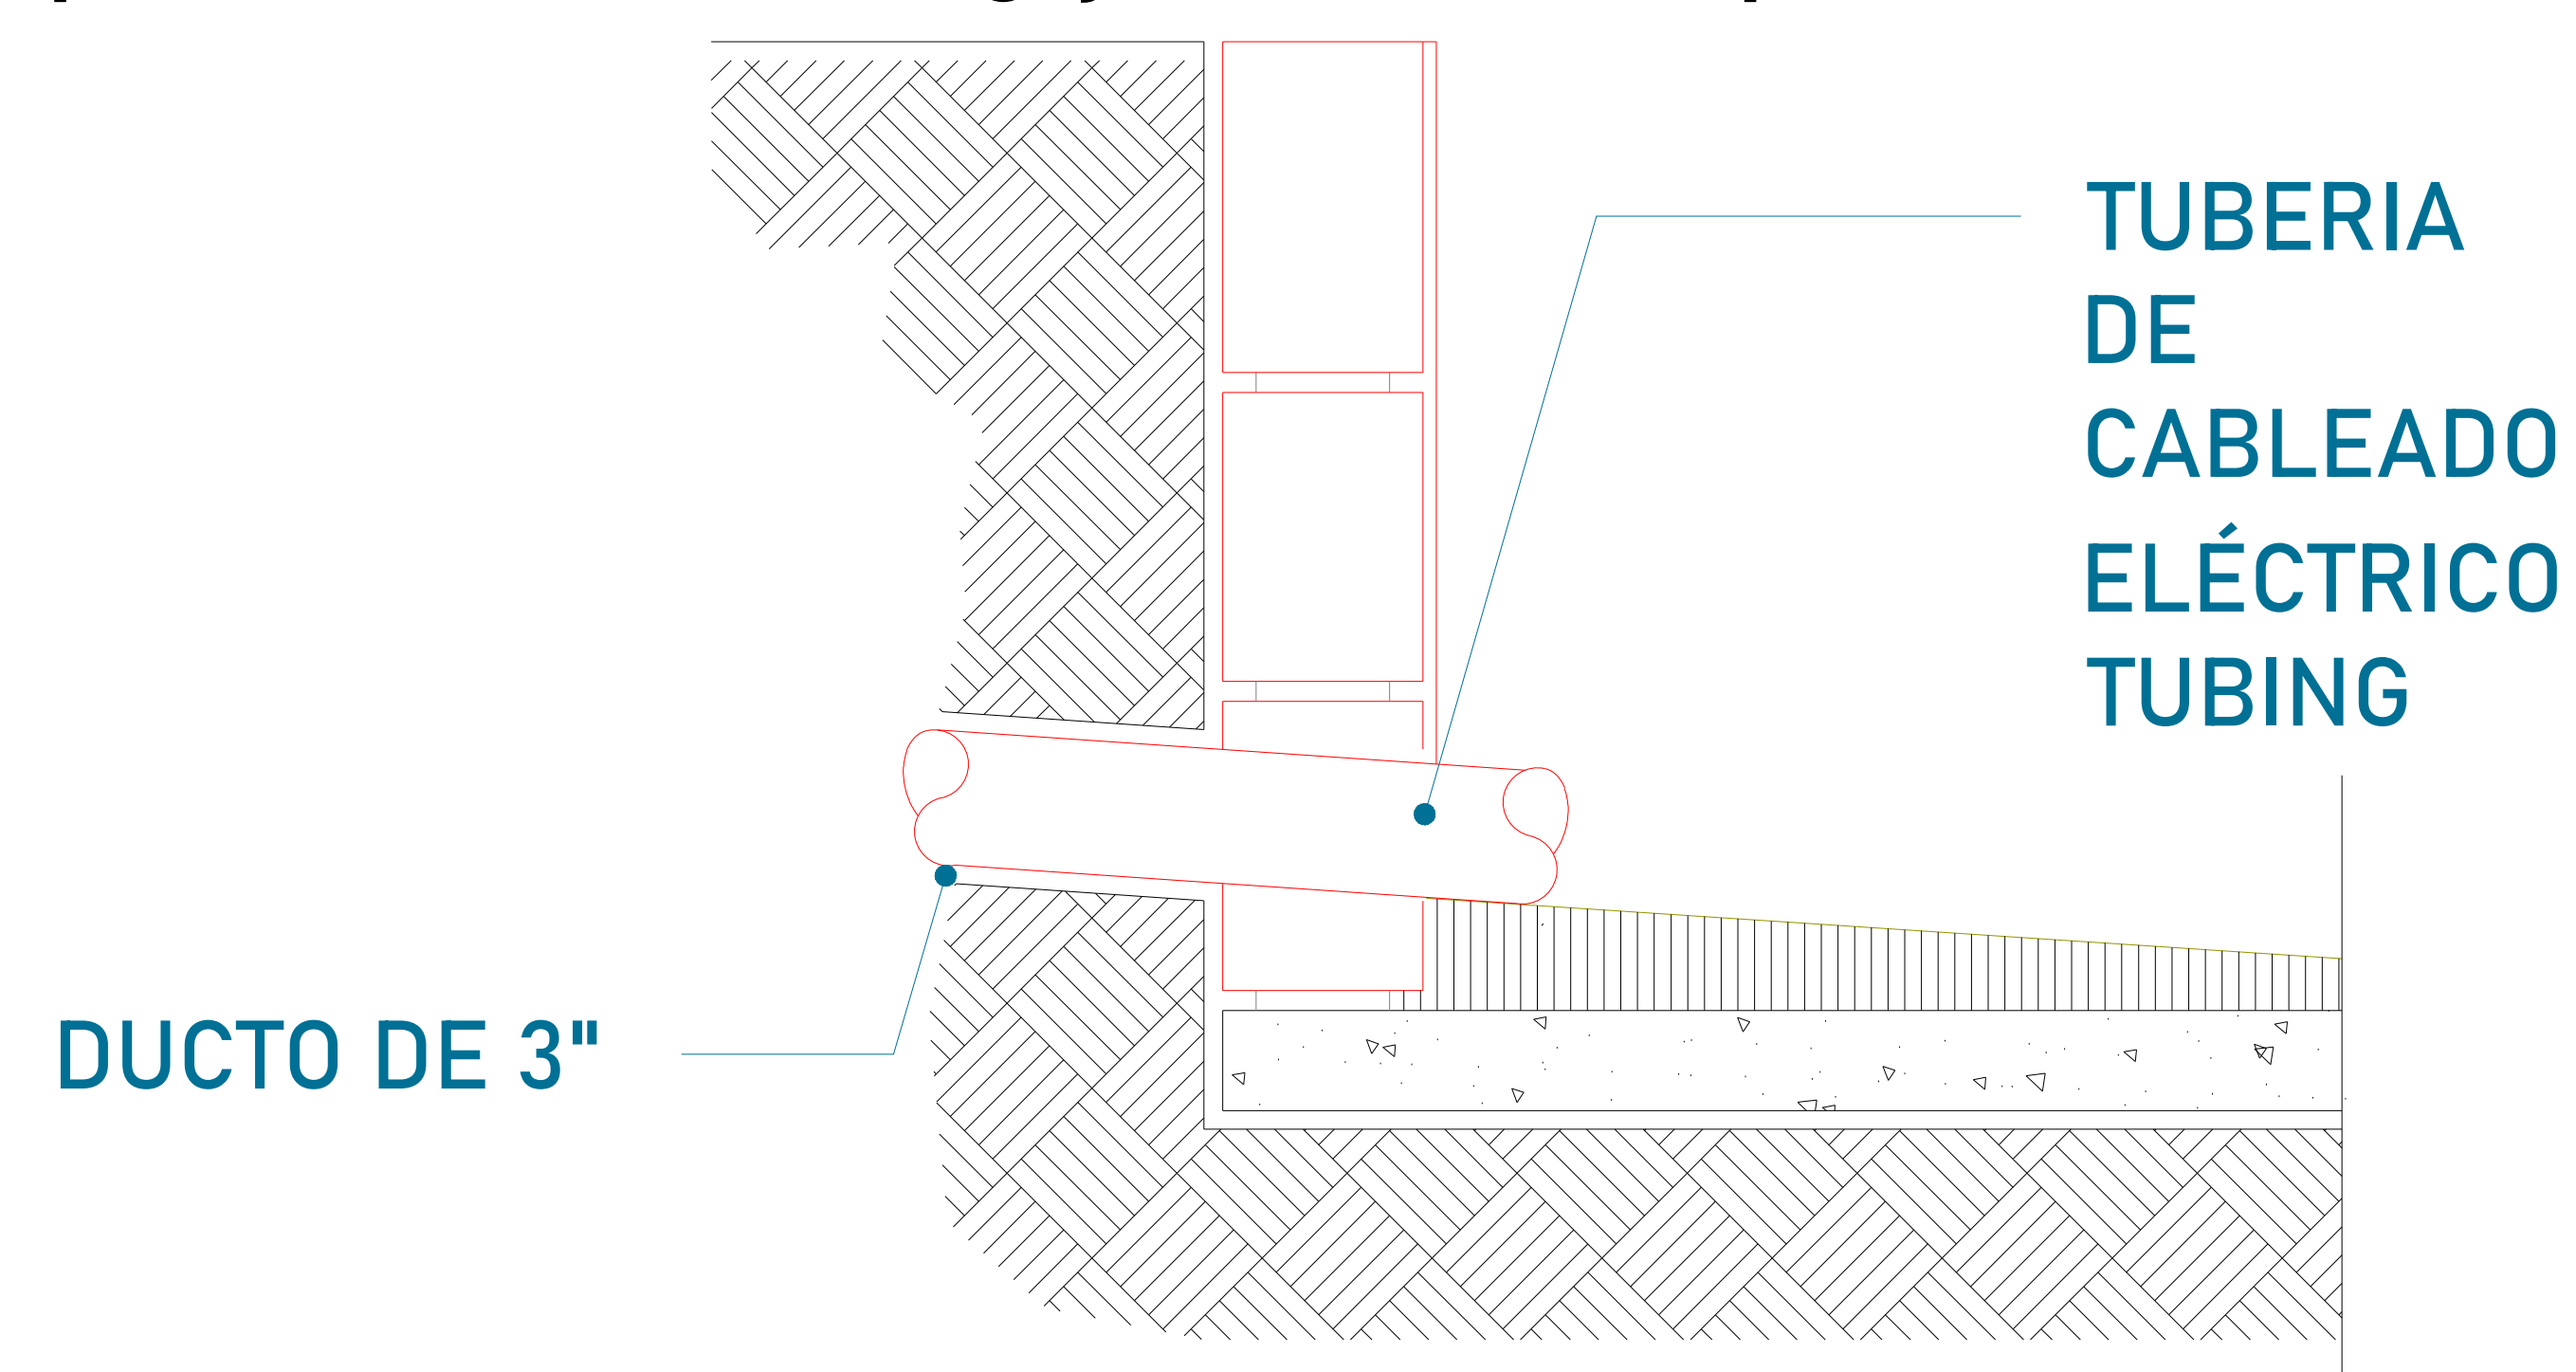 TUBERIA
DE
CABLEADO
ELÉCTRICO
TUBING
DUCTO DE 3"